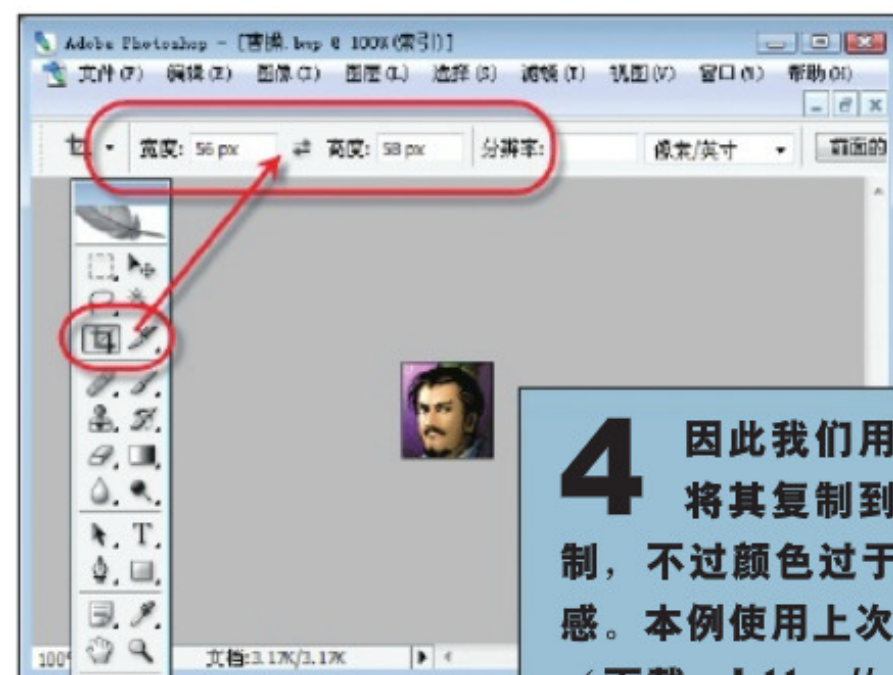 Adobe Photoshop - [曹操.bmp @ 100%(索引)]
文件(F) 编辑(E) 图像(I) 图层(L) 选择(S) 滤镜(T) 视图(V) 窗口(W) 帮助(H)
宽度: 56 px 高度: 58 px 分辨率: 像素/英寸 前面的
T
100%
文档:3.17K/3.17K
4 因此我们用
将其复制到
制，不过颜色过于
感。本例使用上次